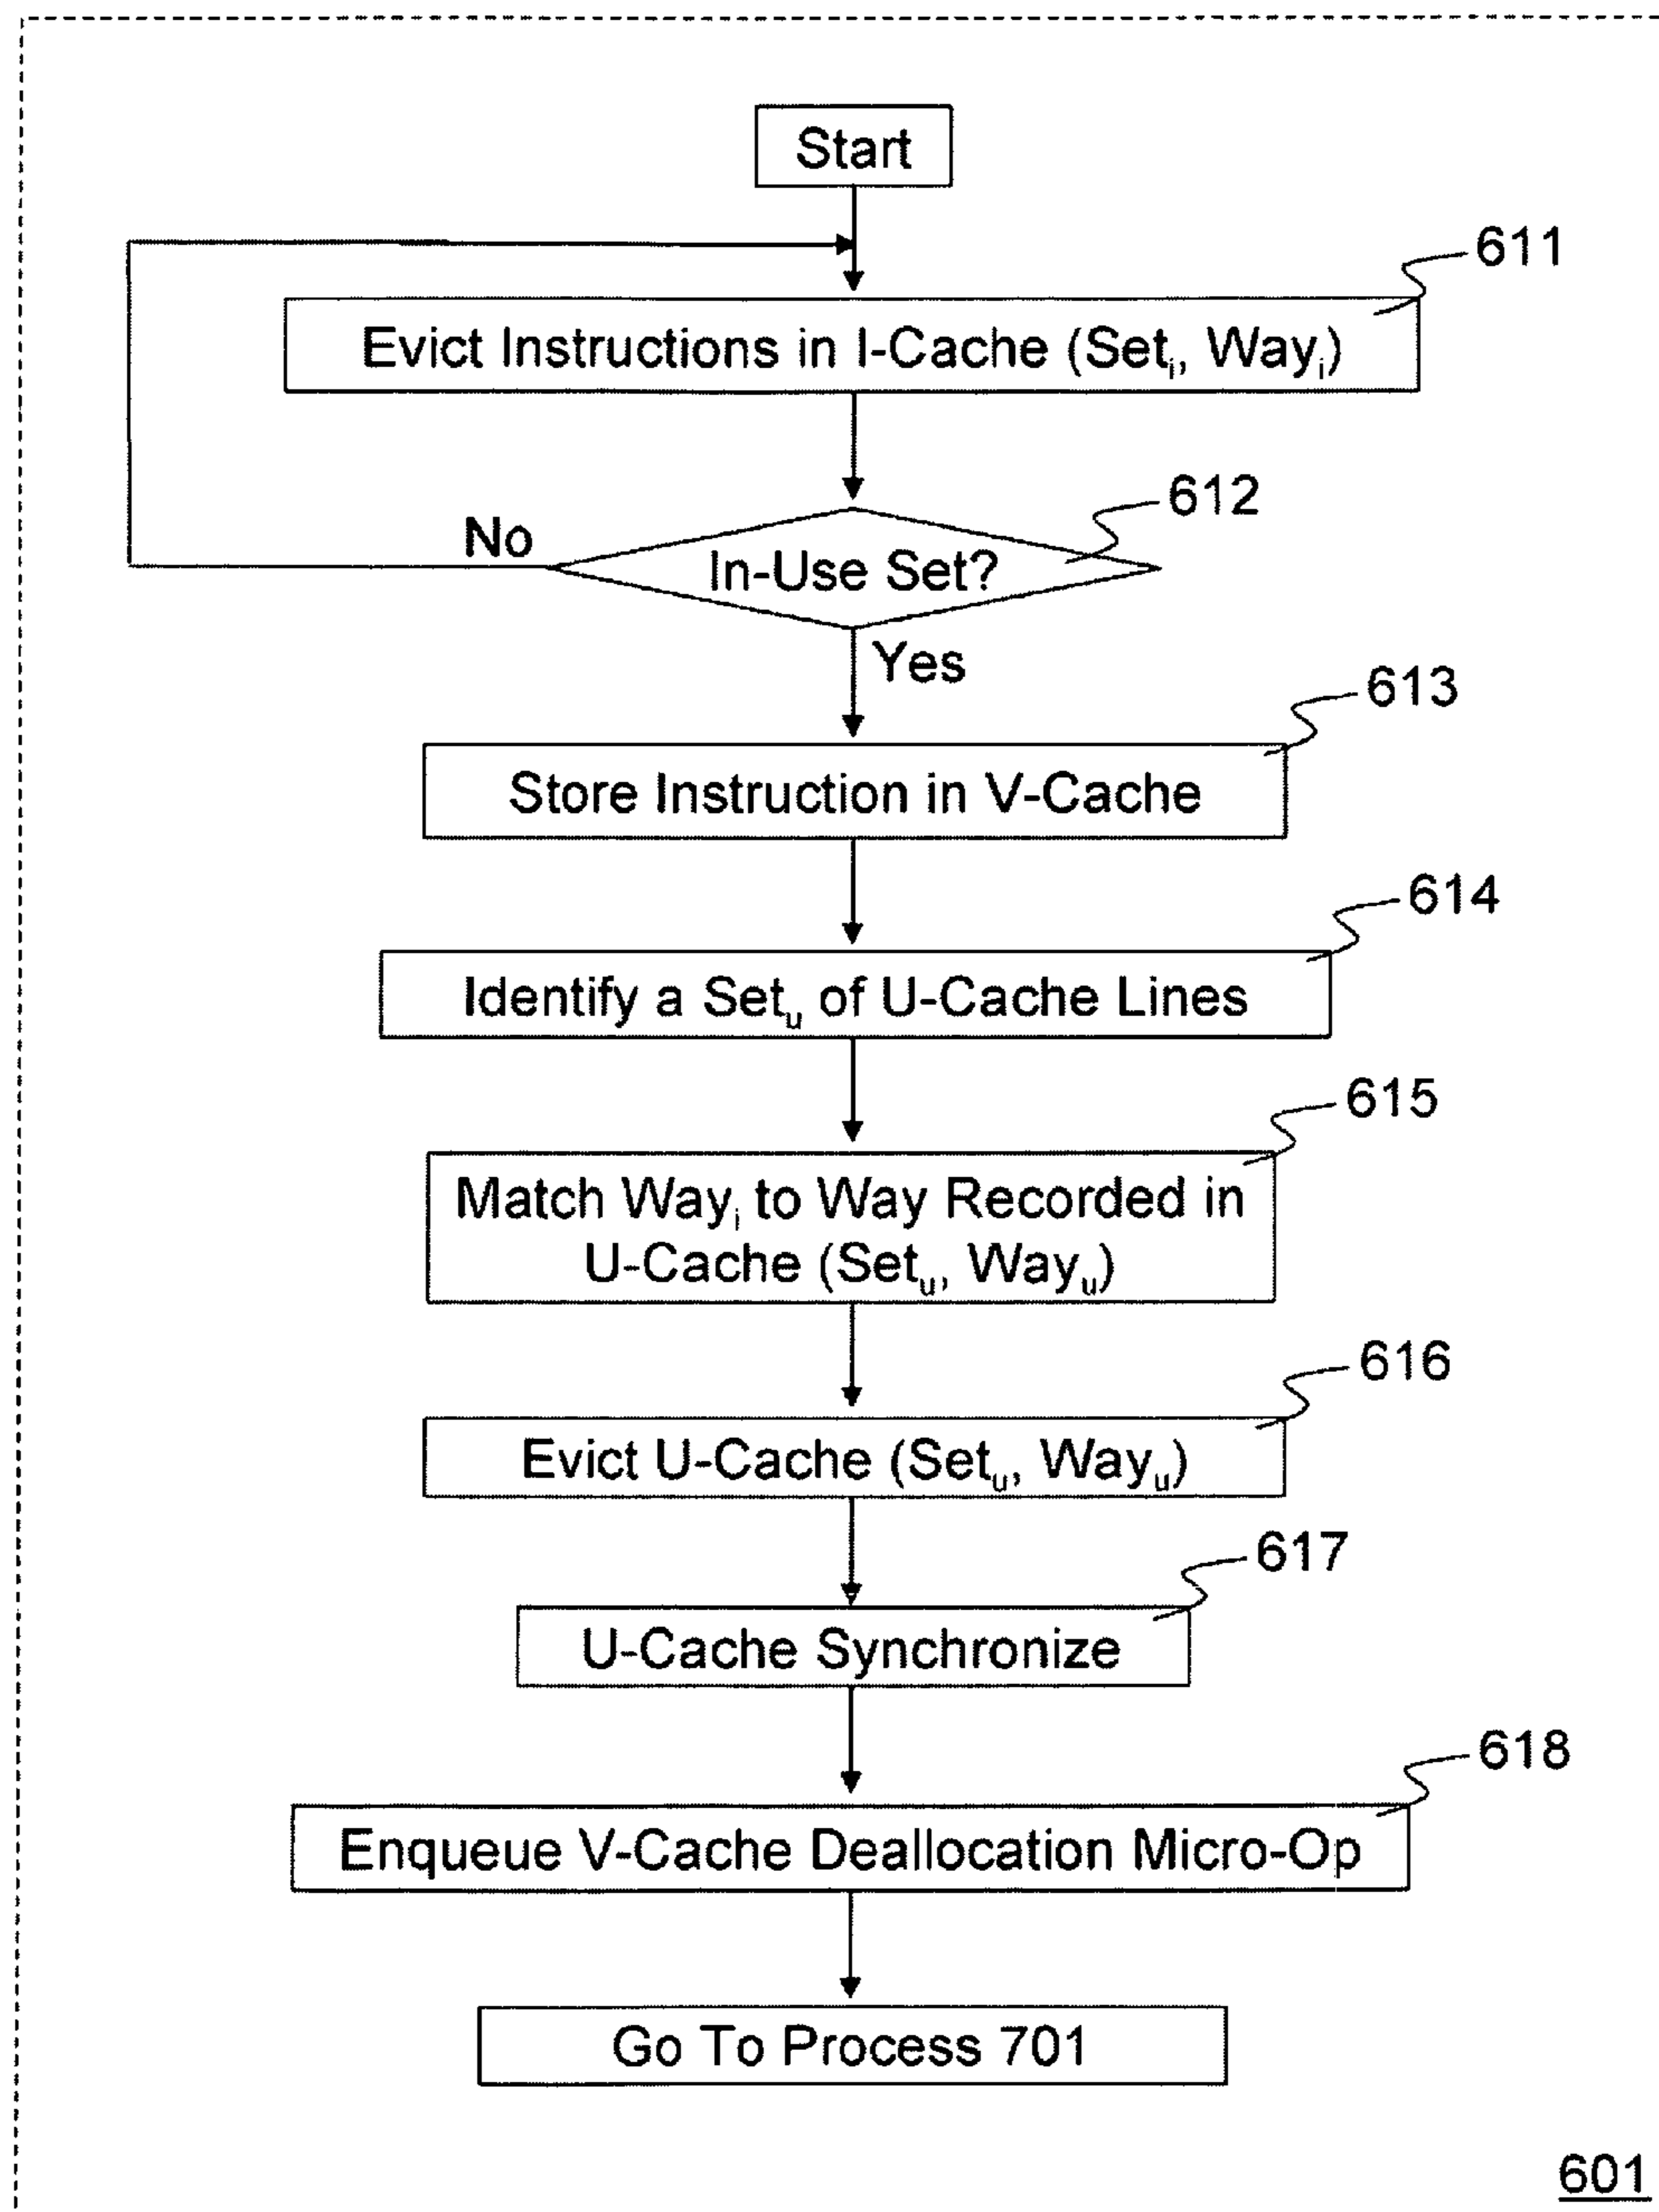 Start
611
Evict Instructions in I-Cache (Setᵢ, Wayᵢ)
612
No
In-Use Set?
Yes
613
Store Instruction in V-Cache
614
Identify a Setᵤ of U-Cache Lines
615
Match Wayᵢ to Way Recorded in
U-Cache (Setᵤ, Wayᵤ)
616
Evict U-Cache (Setᵤ, Wayᵤ)
617
U-Cache Synchronize
618
Enqueue V-Cache Deallocation Micro-Op
Go To Process 701
601